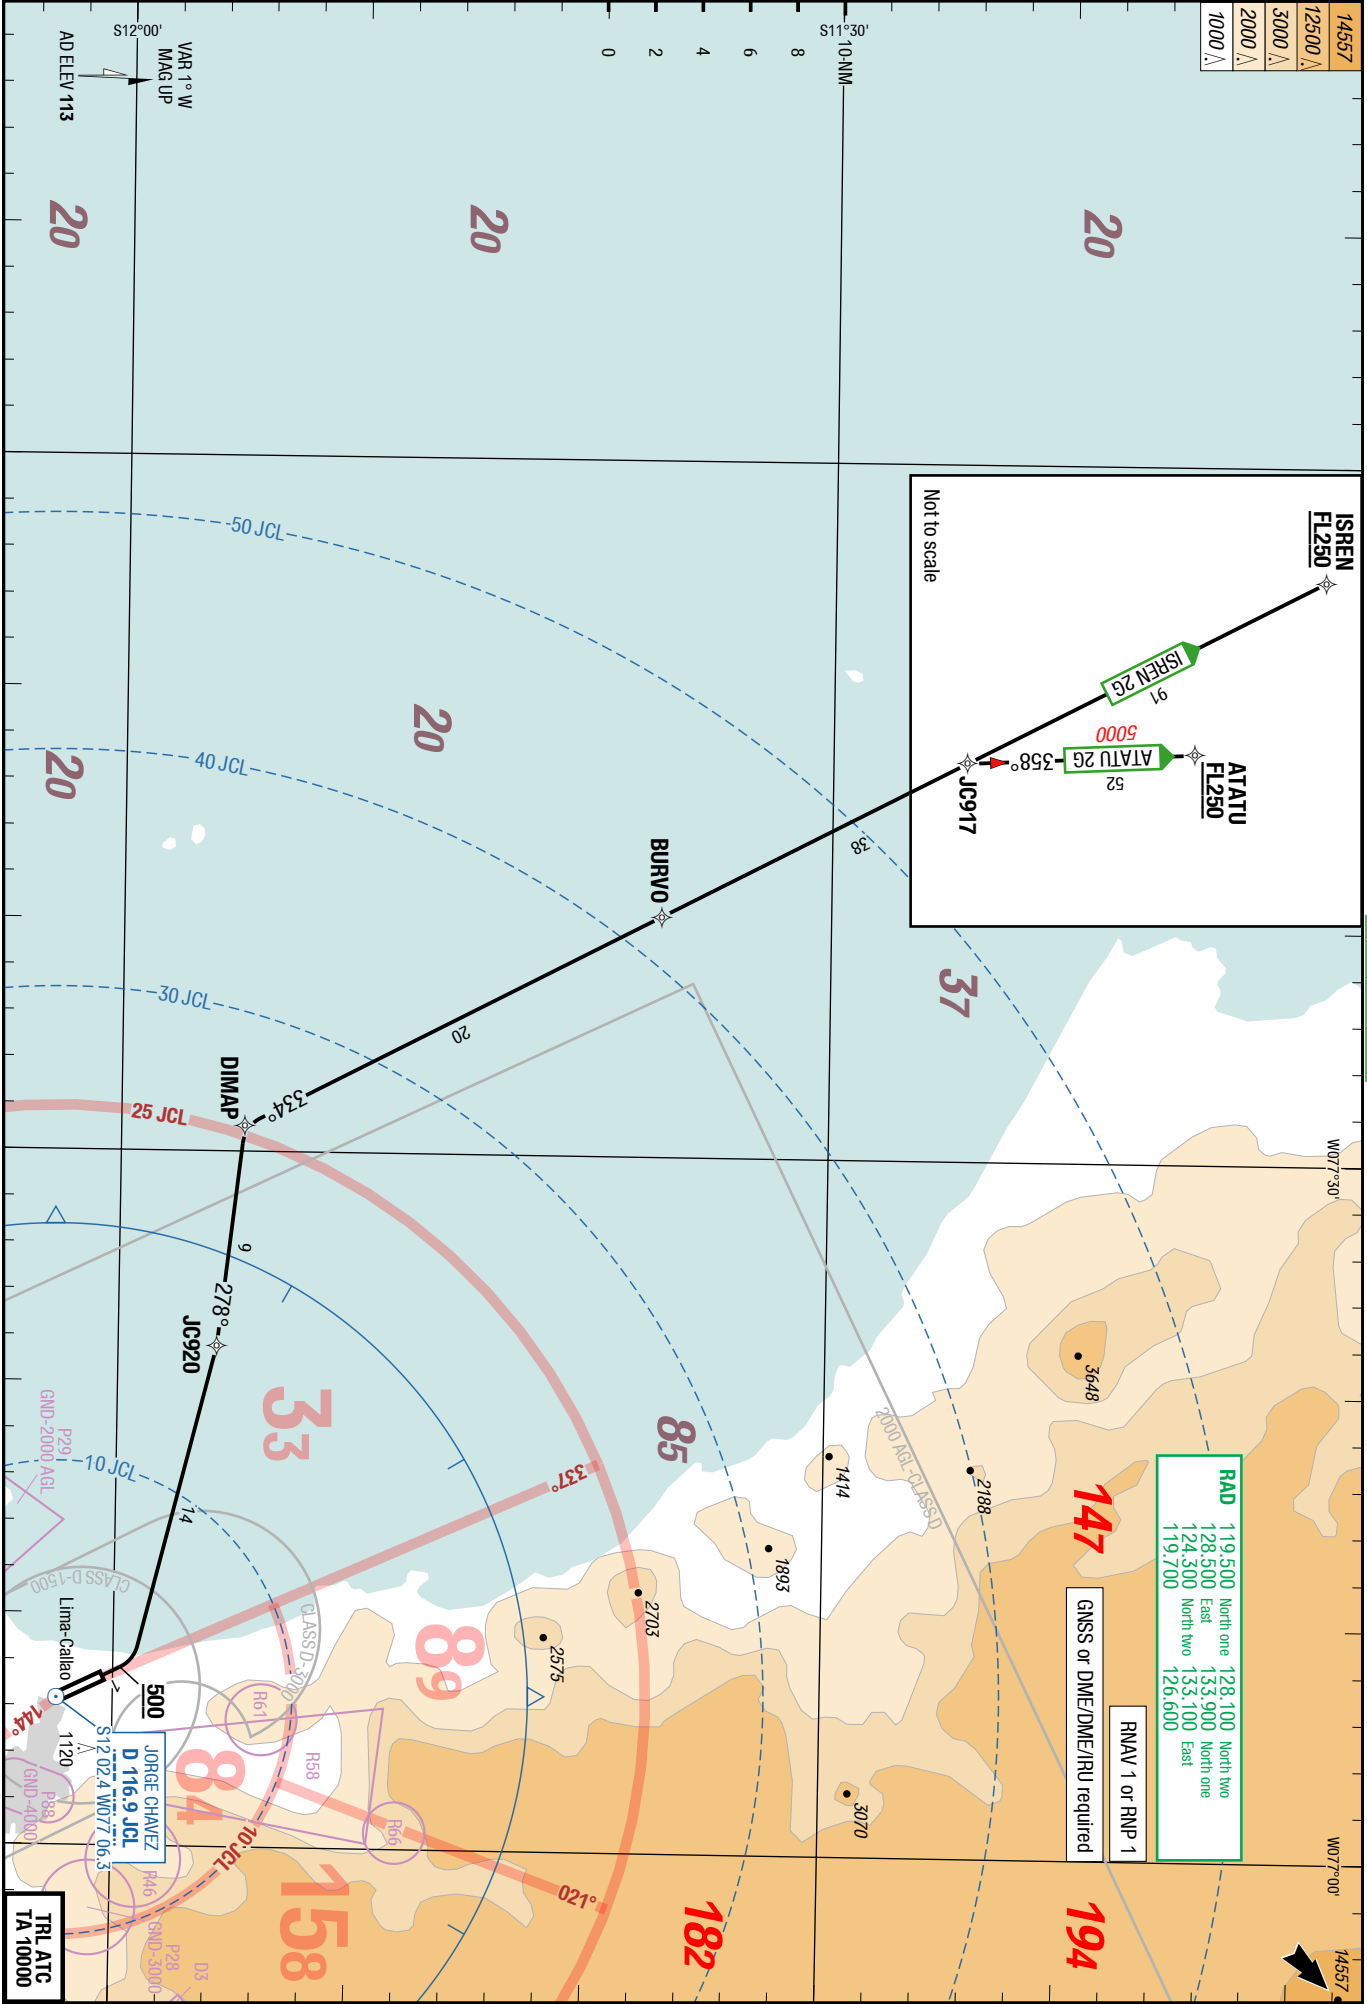 14557
12500
3000
2000
1000
S12°00'
S11°30'
VAR 1° W
MAG UP
AD ELEV 113
0
2
4
6
8
10 NM
20
20
20
Not to scale
ISREN
FL250
ISREN 2G
91
5000
ATATU 2G
52
ATATU
FL250
358°
JC917
50 JCL
40 JCL
30 JCL
20
20
38
BURVO
37
20
334°
DIMAP
25 JCL
W077°30'
9
278°
JC920
33
85
337°
10 JCL
14
P29
GND-2000 AGL
CLASS D-1500
CLASS D-3000
2000 AGL-CLASS D
3648
2188
1414
1893
2703
2575
3070
147
RAD
119.500 North one
128.500 East
124.300 North two
119.700
128.100 North two
133.900 North one
133.100 East
126.600
GNSS or DME/DME/IRU required
RNAV 1 or RNP 1
Lima-Callao
500
144°
1120
JORGE CHAVEZ
D 116.9 JCL
S12 02.4 W077 06.3
89
84
R61
R58
R66
10 JCL
021°
158
182
194
W077°00'
14557
P88
GND-4000
R46
P28
GND-3000
D3
TRL ATC
TA 10000